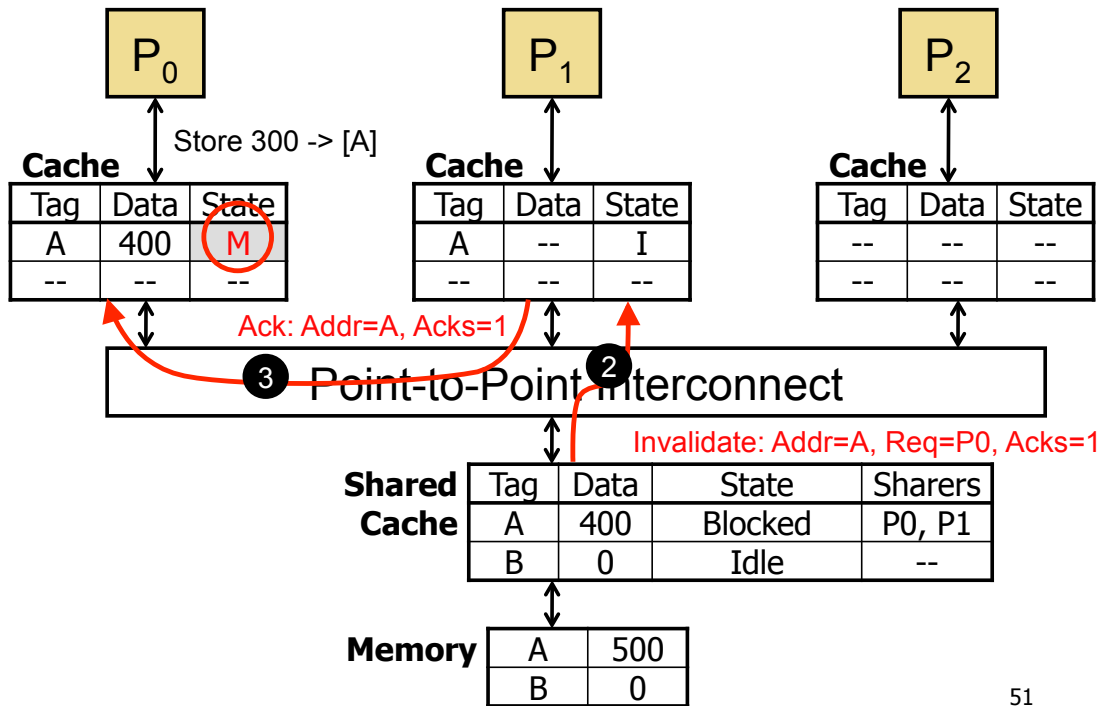 P0 P1 P2
Store 300 -> [A]
Cache Cache Cache
Tag Data State Tag Data State Tag Data State
A 400 M A -- I -- -- --
-- -- -- -- -- -- -- -- --
Ack: Addr=A, Acks=1
3 Point-to-Point 2 Interconnect
Invalidate: Addr=A, Req=P0, Acks=1
Shared Tag Data State Sharers
Cache A 400 Blocked P0, P1
B 0 Idle --
Memory A 500
B 0
51